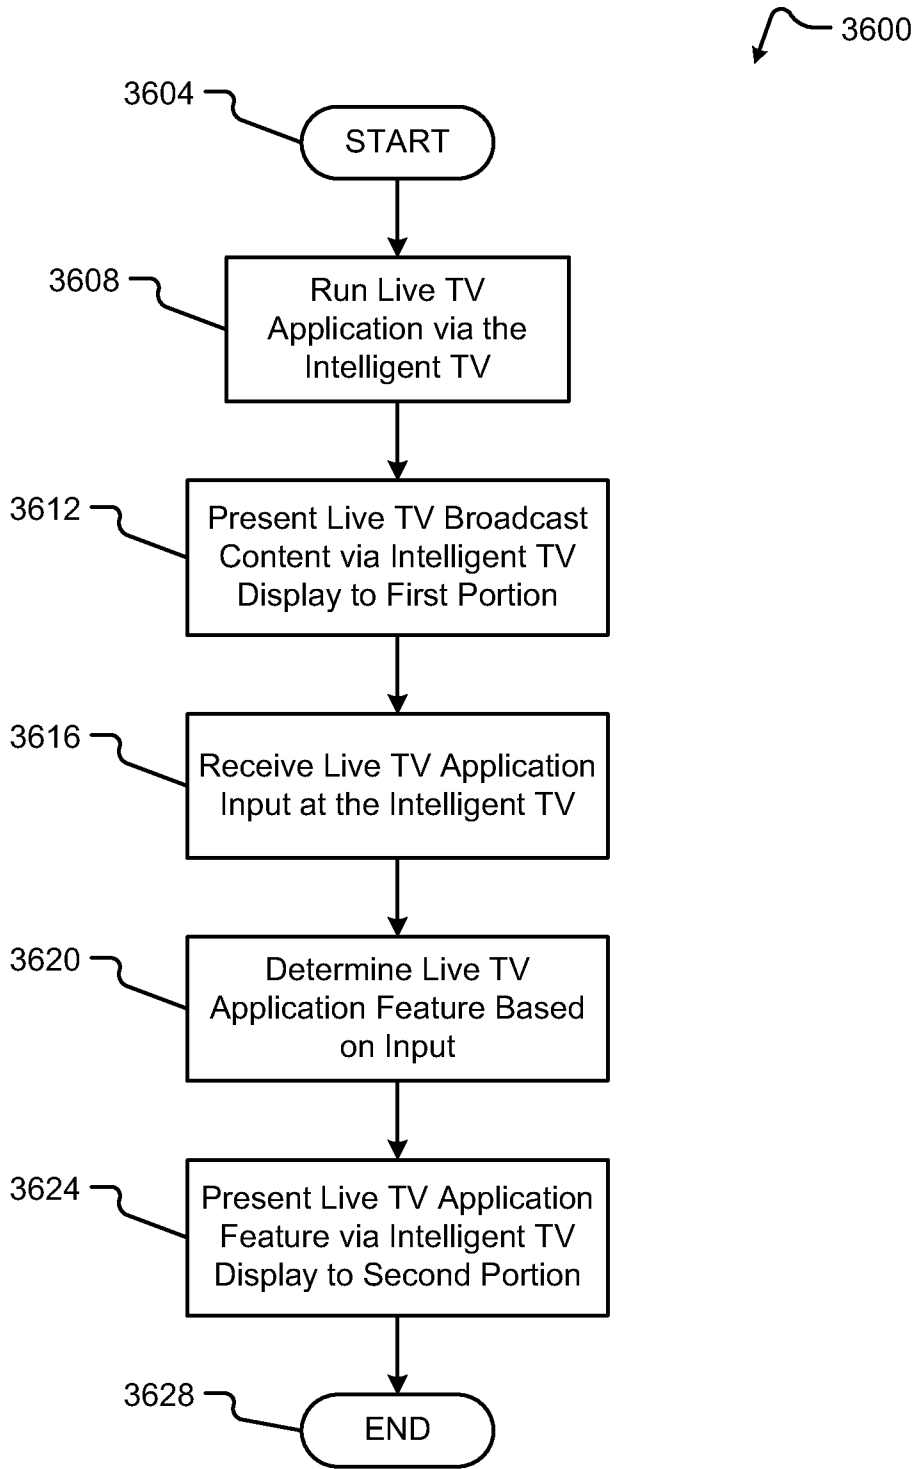 3600
3604
START
3608
Run Live TV
Application via the
Intelligent TV
3612
Present Live TV Broadcast
Content via Intelligent TV
Display to First Portion
3616
Receive Live TV Application
Input at the Intelligent TV
3620
Determine Live TV
Application Feature Based
on Input
3624
Present Live TV Application
Feature via Intelligent TV
Display to Second Portion
3628
END